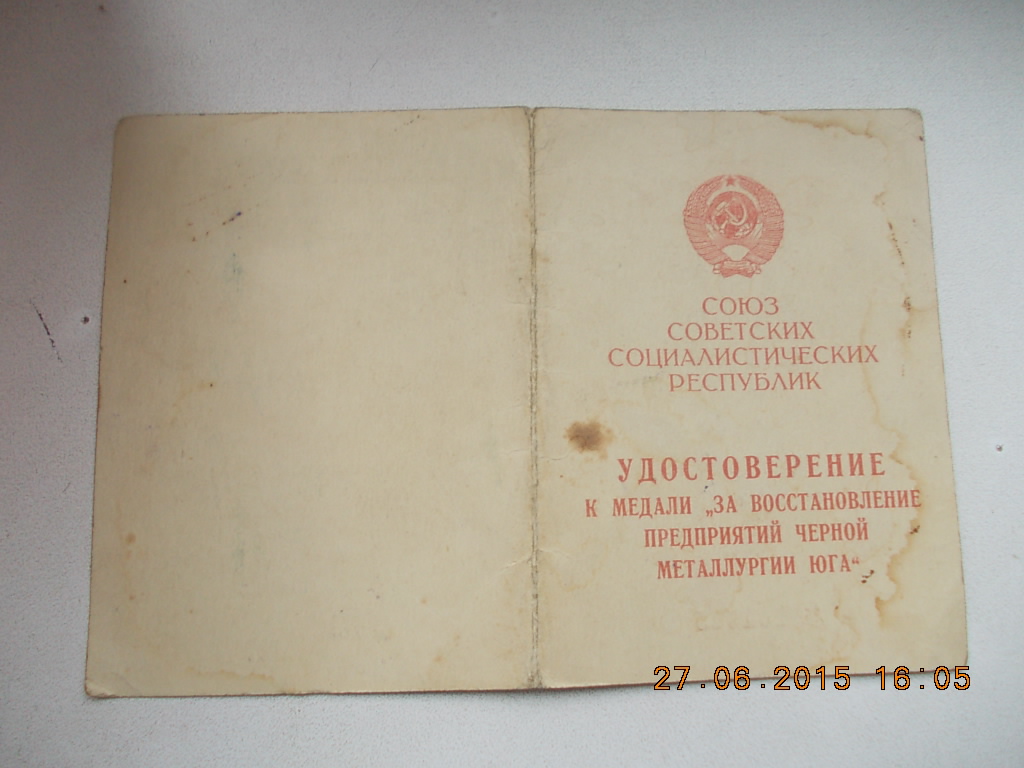 СОЮЗ
СОВЕТСКИХ
СОЦИАЛИСТИЧЕСКИХ
РЕСПУБЛИК
УДОСТОВЕРЕНИЕ
К МЕДАЛИ „ЗА ВОССТАНОВЛЕНИЕ
ПРЕДПРИЯТИЙ ЧЕРНОЙ
МЕТАЛЛУРГИИ ЮГА“
27.06.2015 16:05